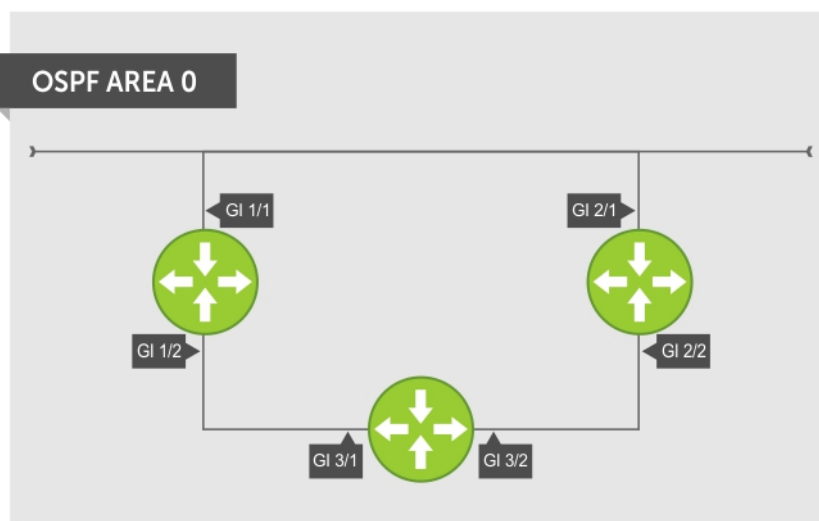 OSPF AREA 0
GI 1/1
GI 2/1
GI 1/2
GI 2/2
GI 3/1
GI 3/2